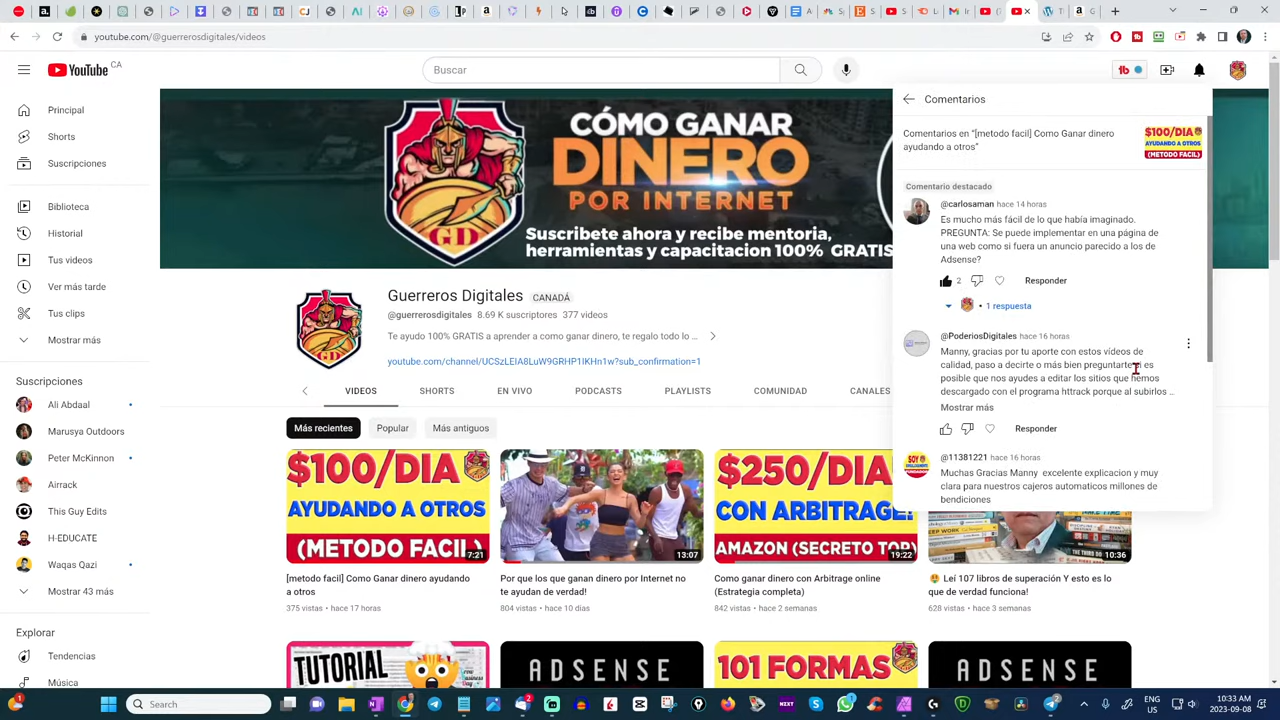 youtube.com/@guerrerosdigitales/videos
YouTube CA
Buscar
Principal
Shorts
Suscripciones
Biblioteca
Historial
Tus videos
Ver más tarde
Tus clips
Mostrar más
Suscripciones
Ali Abdaal
Marusya Outdoors
Peter McKinnon
Airrack
This Guy Edits
H-EDUCATE
Waqas Qazi
Mostrar 43 más
Explorar
Tendencias
Música
CÓMO GANAR
DINERO
POR INTERNET
Suscribete ahora y recibe mentoría,
herramientas y capacitacion 100% GRATIS
GD
Guerreros Digitales CANADÁ
@guerrerosdigitales 8.69 K suscriptores 377 videos
Te ayudo 100% GRATIS a aprender a como ganar dinero, te regalo todo lo ...
youtube.com/channel/UCSzLEIA8LuW9GRHP1IKHn1w?sub_confirmation=1
VIDEOS SHORTS EN VIVO PODCASTS PLAYLISTS COMUNIDAD CANALES
Más recientes Popular Más antiguos
$100/DIA
AYUDANDO A OTROS
(METODO FACIL)
7:21
13:07
$250/DIA
CON ARBITRAGE!
AMAZON (SECRETO TOP)
19:22
10:36
[metodo facil] Como Ganar dinero ayudando
a otros
375 vistas • hace 17 horas
Por que los que ganan dinero por Internet no
te ayudan de verdad!
804 vistas • hace 10 días
Como ganar dinero con Arbitrage online
(Estrategia completa)
842 vistas • hace 2 semanas
Leí 107 libros de superación Y esto es lo
que de verdad funciona!
628 vistas • hace 3 semanas
TUTORIAL
ADSENSE
101 FORMAS
ADSENSE
Comentarios
Comentarios en "[metodo facil] Como Ganar dinero
ayudando a otros"
$100/DIA
AYUDANDO A OTROS
(METODO FACIL)
Comentario destacado
@carlosaman hace 14 horas
Es mucho más fácil de lo que había imaginado.
PREGUNTA: Se puede implementar en una página de
una web como si fuera un anuncio parecido a los de
Adsense?
2 Responder
• 1 respuesta
@PoderiosDigitales hace 16 horas
Manny, gracias por tu aporte con estos vídeos de
calidad, paso a decirte o más bien preguntarte si es
posible que nos ayudes a editar los sitios que hemos
descargado con el programa httrack porque al subirlos ...
Mostrar más
Responder
@11381221 hace 16 horas
Muchas Gracias Manny excelente explicacion y muy
clara para nuestros cajeros automaticos millones de
bendiciones
Search
ENG
US
10:33 AM
2023-09-08